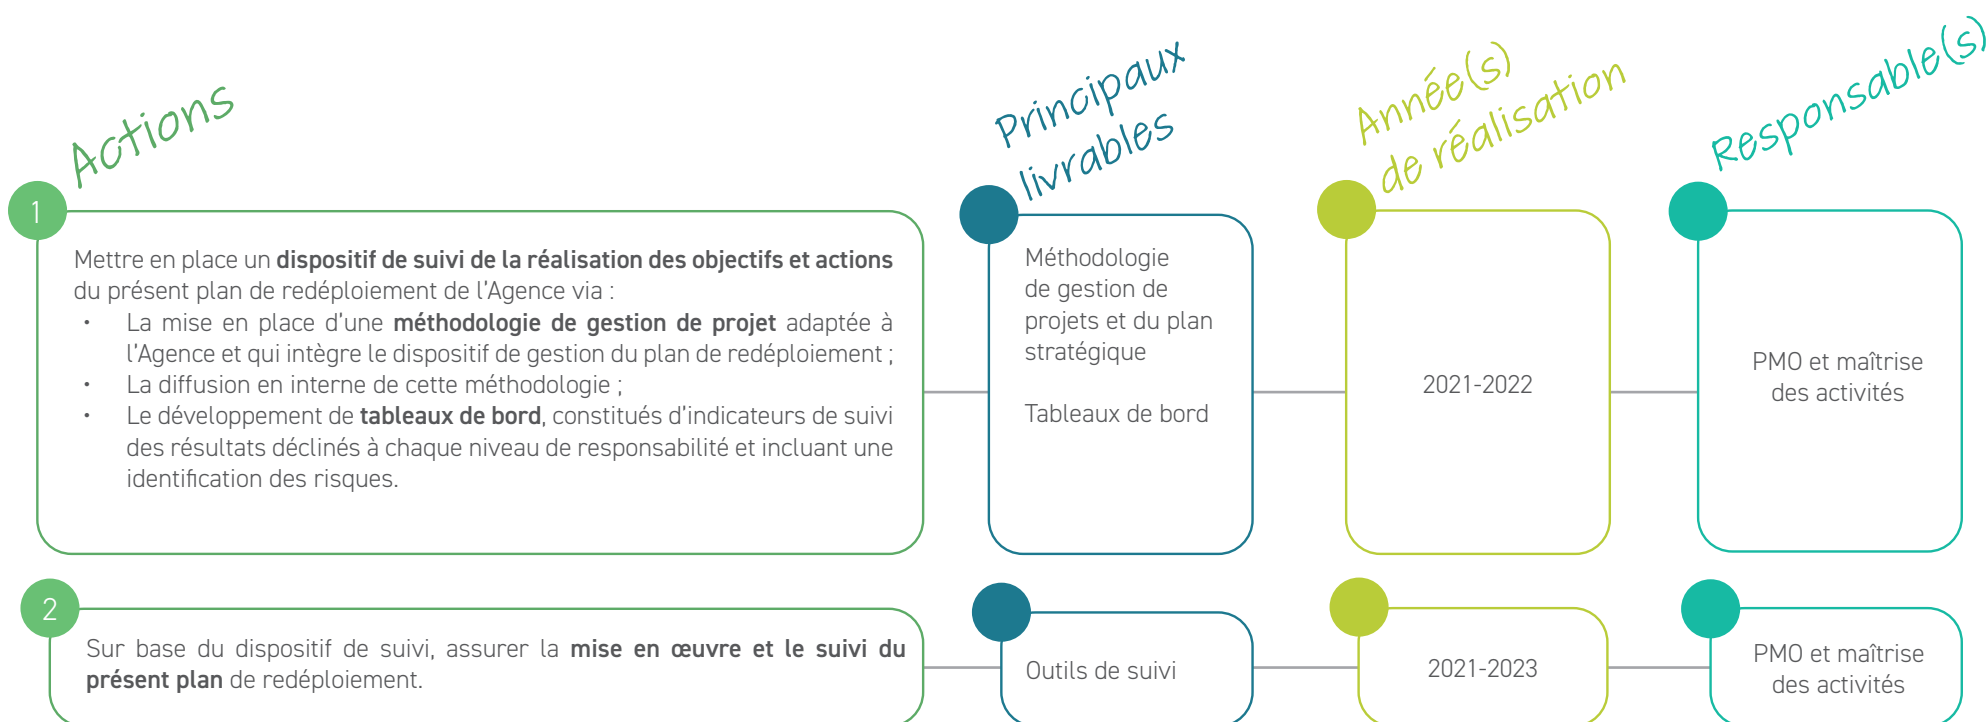 Actions
Principaux
livrables
Année(s)
de réalisation
Responsable(s)
1
Mettre en place un dispositif de suivi de la réalisation des objectifs et actions
du présent plan de redéploiement de l’Agence via :
• La mise en place d’une méthodologie de gestion de projet adaptée à
l’Agence et qui intègre le dispositif de gestion du plan de redéploiement ;
• La diffusion en interne de cette méthodologie ;
• Le développement de tableaux de bord, constitués d’indicateurs de suivi
des résultats déclinés à chaque niveau de responsabilité et incluant une
identification des risques.
Méthodologie
de gestion de
projets et du plan
stratégique
Tableaux de bord
2021-2022
PMO et maîtrise
des activités
2
Sur base du dispositif de suivi, assurer la mise en œuvre et le suivi du
présent plan de redéploiement.
Outils de suivi
2021-2023
PMO et maîtrise
des activités